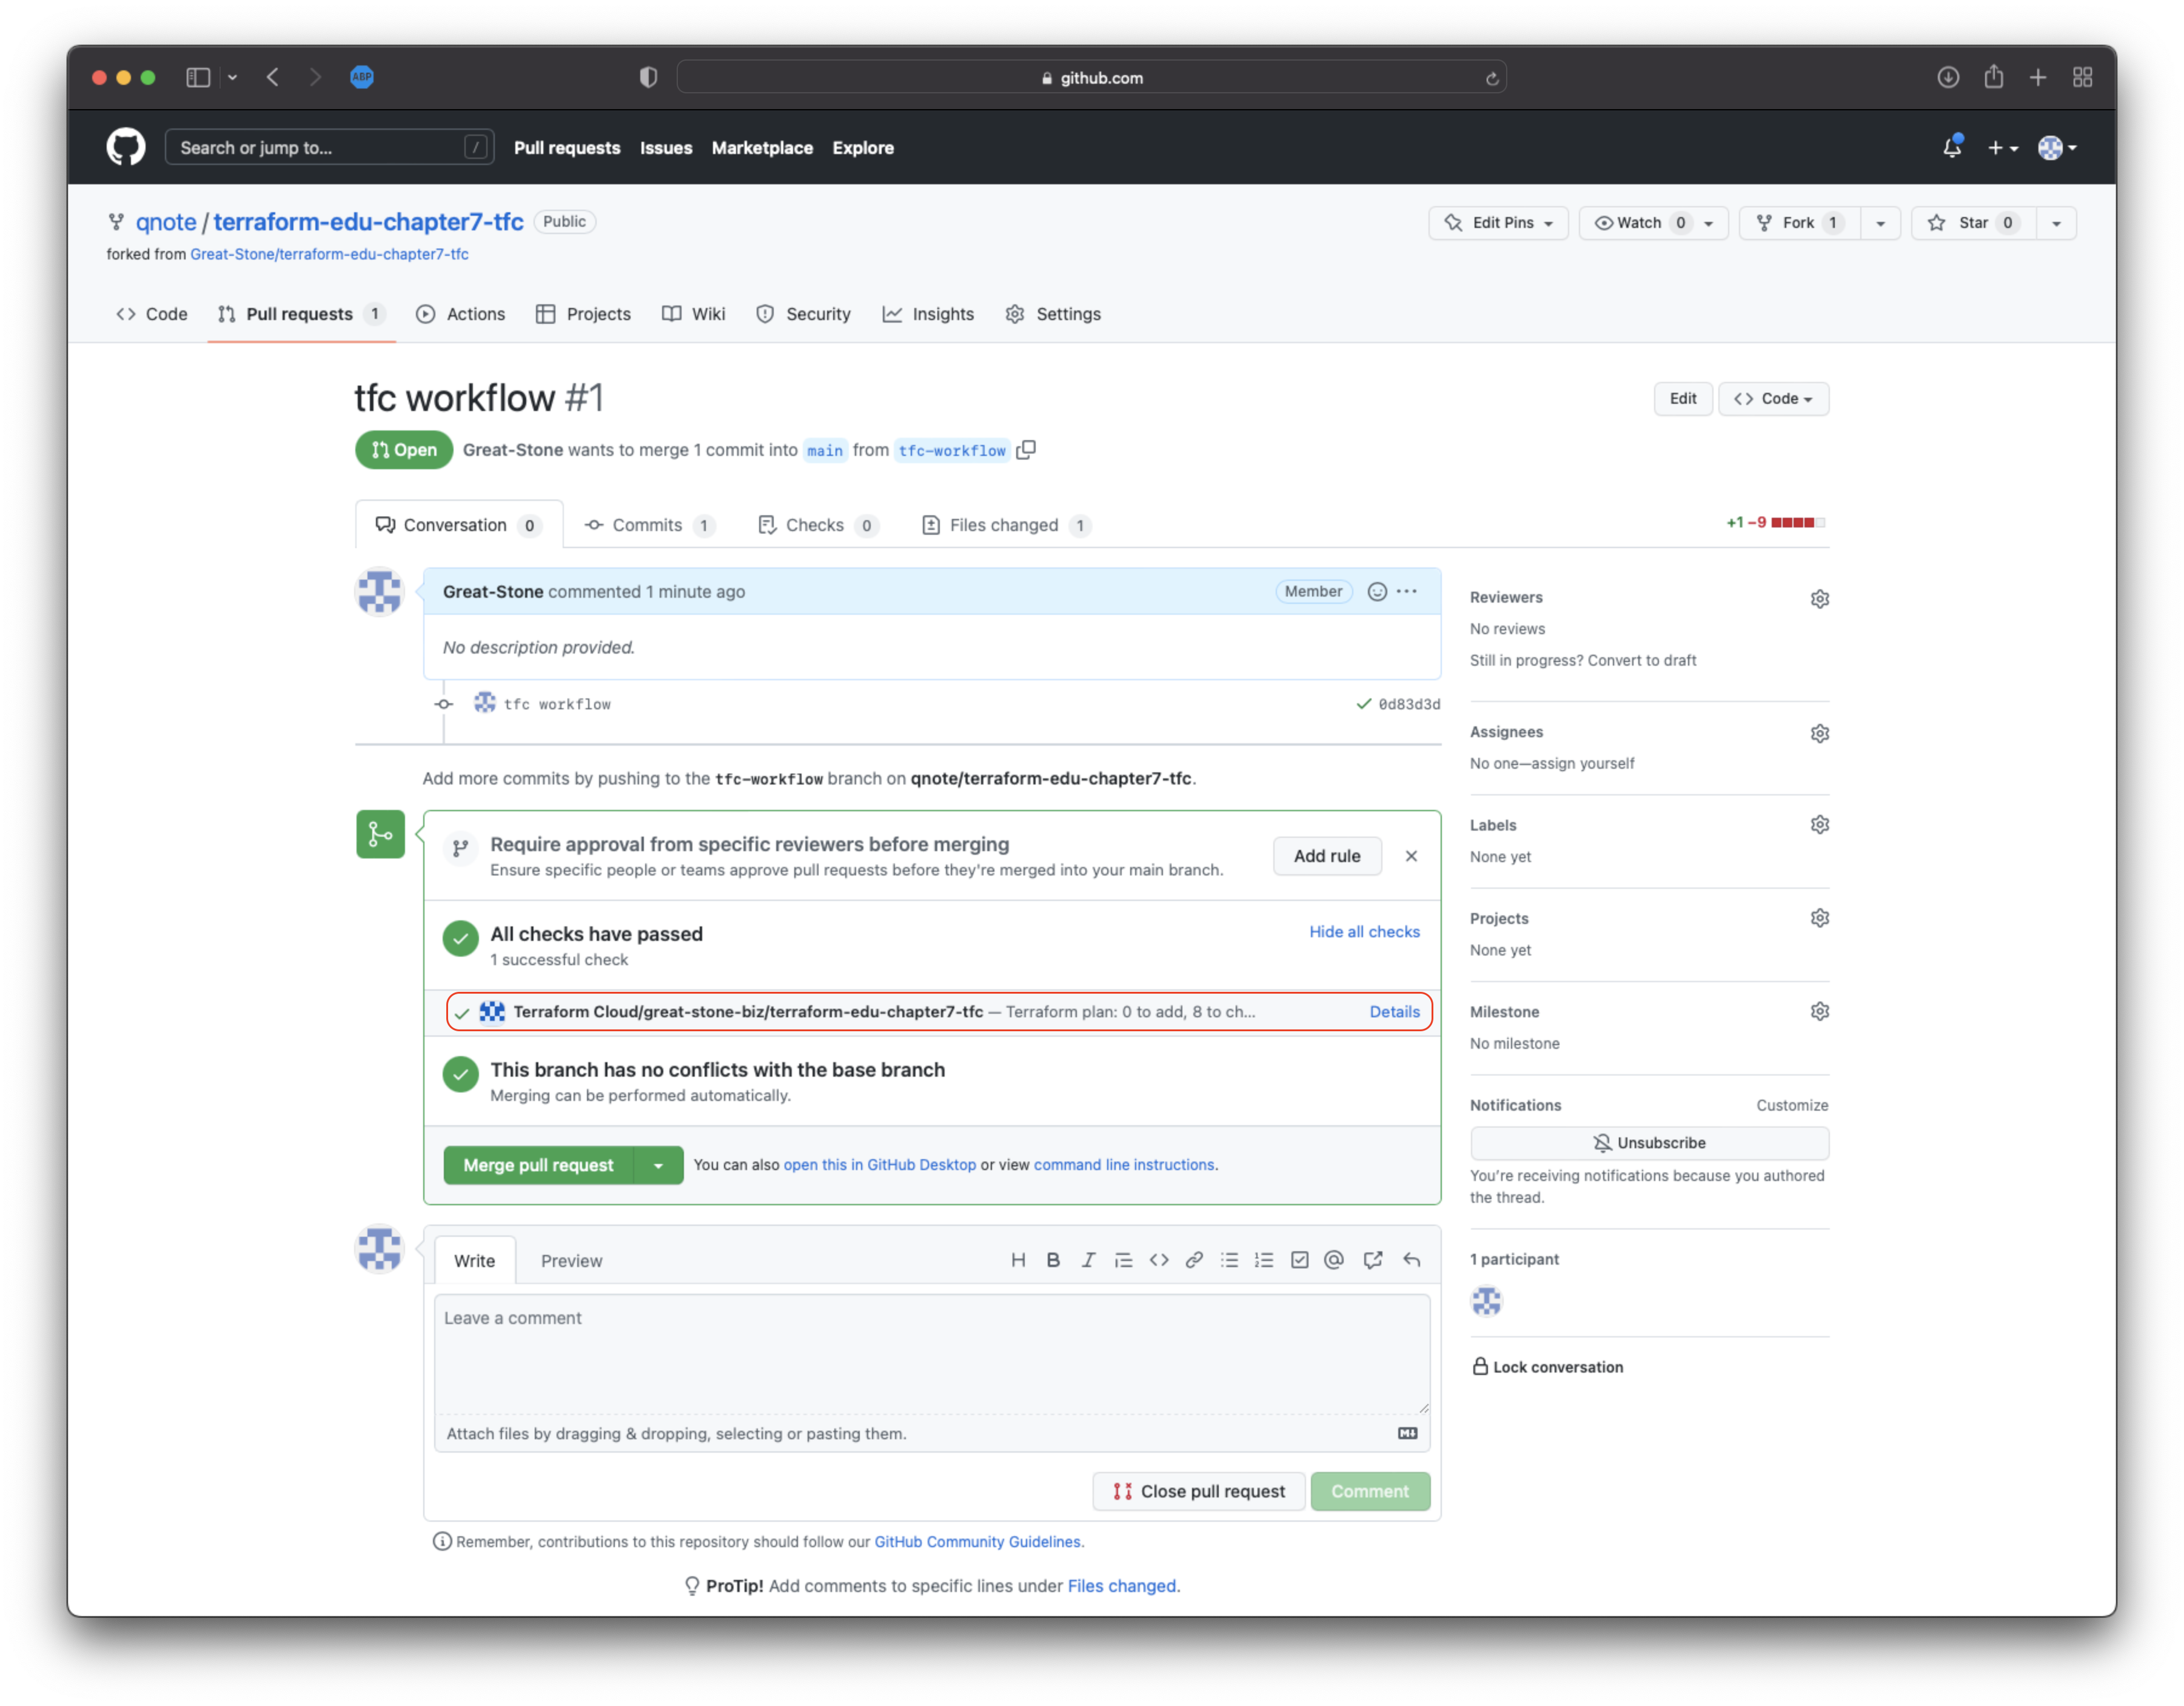 ABP
github.com
Search or jump to... /
Pull requests Issues Marketplace Explore
qnote / terraform-edu-chapter7-tfc Public
Edit Pins Watch 0 Fork 1 Star 0
forked from Great-Stone/terraform-edu-chapter7-tfc
Code Pull requests 1 Actions Projects Wiki Security Insights Settings
tfc workflow #1
Edit Code
Open Great-Stone wants to merge 1 commit into main from tfc-workflow
Conversation 0 Commits 1 Checks 0 Files changed 1
+1 −9
Great-Stone commented 1 minute ago Member
No description provided.
tfc workflow 0d83d3d
Add more commits by pushing to the tfc-workflow branch on qnote/terraform-edu-chapter7-tfc.
Require approval from specific reviewers before merging
Ensure specific people or teams approve pull requests before they're merged into your main branch.
Add rule
All checks have passed
1 successful check
Hide all checks
Terraform Cloud/great-stone-biz/terraform-edu-chapter7-tfc — Terraform plan: 0 to add, 8 to ch... Details
This branch has no conflicts with the base branch
Merging can be performed automatically.
Merge pull request You can also open this in GitHub Desktop or view command line instructions.
Write Preview
H B I
Leave a comment
Attach files by dragging & dropping, selecting or pasting them.
Close pull request Comment
Remember, contributions to this repository should follow our GitHub Community Guidelines.
ProTip! Add comments to specific lines under Files changed.
Reviewers
No reviews
Still in progress? Convert to draft
Assignees
No one—assign yourself
Labels
None yet
Projects
None yet
Milestone
No milestone
Notifications Customize
Unsubscribe
You're receiving notifications because you authored
the thread.
1 participant
Lock conversation